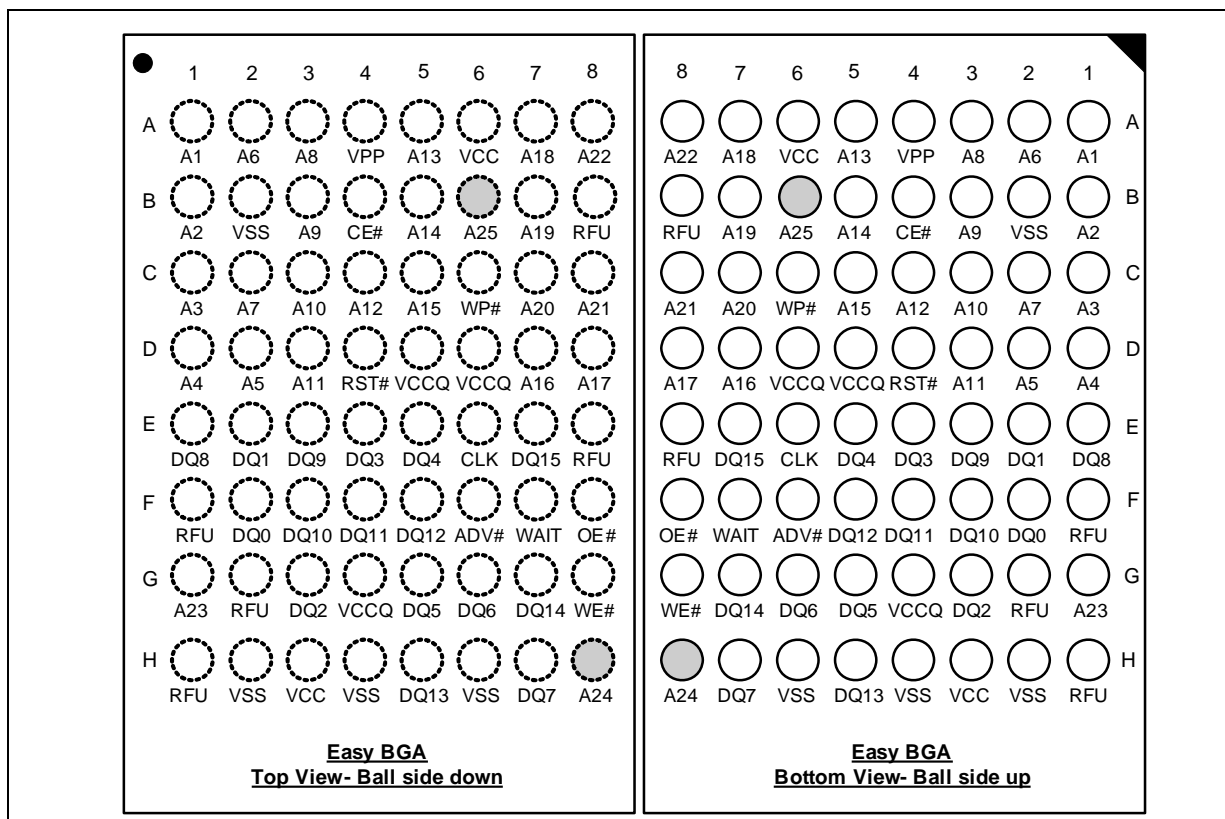 1 2 3 4 5 6 7 8
A
A1 A6 A8 VPP A13 VCC A18 A22
B
A2 VSS A9 CE# A14 A25 A19 RFU
C
A3 A7 A10 A12 A15 WP# A20 A21
D
A4 A5 A11 RST# VCCQ VCCQ A16 A17
E
DQ8 DQ1 DQ9 DQ3 DQ4 CLK DQ15 RFU
F
RFU DQ0 DQ10 DQ11 DQ12 ADV# WAIT OE#
G
A23 RFU DQ2 VCCQ DQ5 DQ6 DQ14 WE#
H
RFU VSS VCC VSS DQ13 VSS DQ7 A24
Easy BGA
Top View- Ball side down
8 7 6 5 4 3 2 1
A
A22 A18 VCC A13 VPP A8 A6 A1
B
RFU A19 A25 A14 CE# A9 VSS A2
C
A21 A20 WP# A15 A12 A10 A7 A3
D
A17 A16 VCCQ VCCQ RST# A11 A5 A4
E
RFU DQ15 CLK DQ4 DQ3 DQ9 DQ1 DQ8
F
OE# WAIT ADV# DQ12 DQ11 DQ10 DQ0 RFU
G
WE# DQ14 DQ6 DQ5 VCCQ DQ2 RFU A23
H
A24 DQ7 VSS DQ13 VSS VCC VSS RFU
Easy BGA
Bottom View- Ball side up